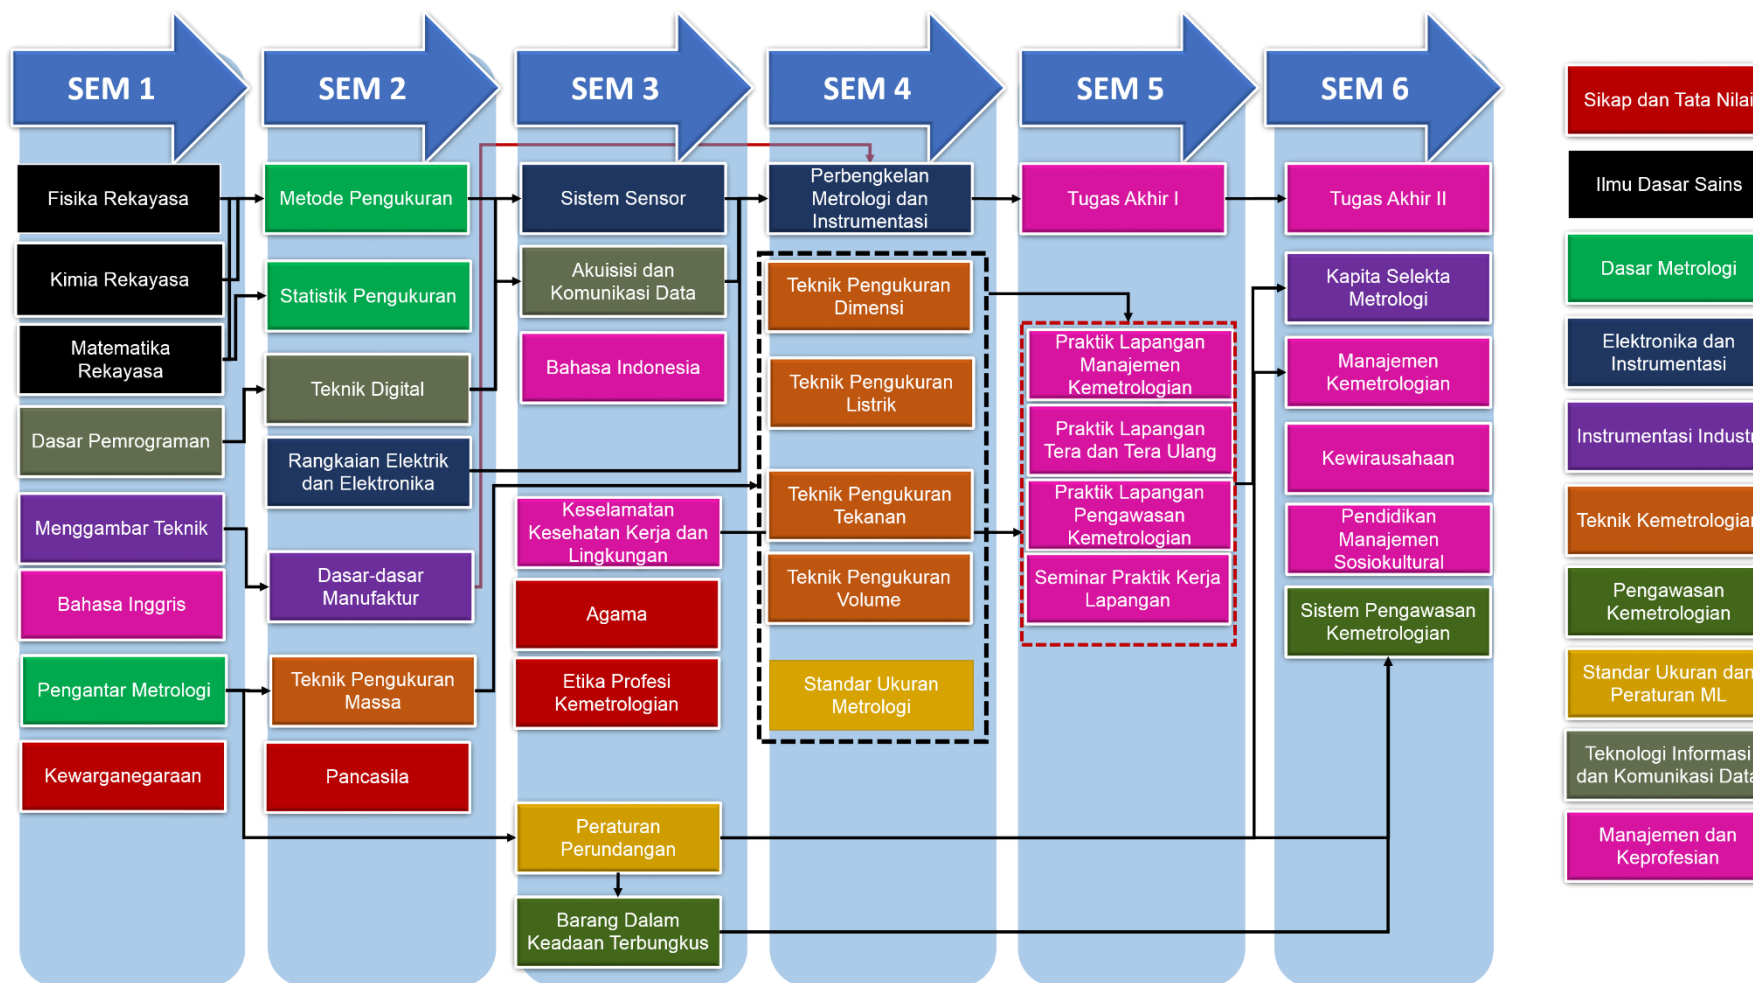 SEM 1
SEM 2
SEM 3
SEM 4
SEM 5
SEM 6
Fisika Rekayasa
Kimia Rekayasa
Matematika
Rekayasa
Dasar Pemrograman
Menggambar Teknik
Bahasa Inggris
Pengantar Metrologi
Kewarganegaraan
Metode Pengukuran
Statistik Pengukuran
Teknik Digital
Rangkaian Elektrik
dan Elektronika
Dasar-dasar
Manufaktur
Teknik Pengukuran
Massa
Pancasila
Sistem Sensor
Akuisisi dan
Komunikasi Data
Bahasa Indonesia
Keselamatan
Kesehatan Kerja dan
Lingkungan
Agama
Etika Profesi
Kemetrologian
Peraturan
Perundangan
Barang Dalam
Keadaan Terbungkus
Perbengkelan
Metrologi dan
Instrumentasi
Teknik Pengukuran
Dimensi
Teknik Pengukuran
Listrik
Teknik Pengukuran
Tekanan
Teknik Pengukuran
Volume
Standar Ukuran
Metrologi
Tugas Akhir I
Praktik Lapangan
Manajemen
Kemetrologian
Praktik Lapangan
Tera dan Tera Ulang
Praktik Lapangan
Pengawasan
Kemetrologian
Seminar Praktik Kerja
Lapangan
Tugas Akhir II
Kapita Selekta
Metrologi
Manajemen
Kemetrologian
Kewirausahaan
Pendidikan
Manajemen
Sosiokultural
Sistem Pengawasan
Kemetrologian
Sikap dan Tata Nilai
Ilmu Dasar Sains
Dasar Metrologi
Elektronika dan
Instrumentasi
Instrumentasi Industri
Teknik Kemetrologian
Pengawasan
Kemetrologian
Standar Ukuran dan
Peraturan ML
Teknologi Informasi
dan Komunikasi Data
Manajemen dan
Keprofesian